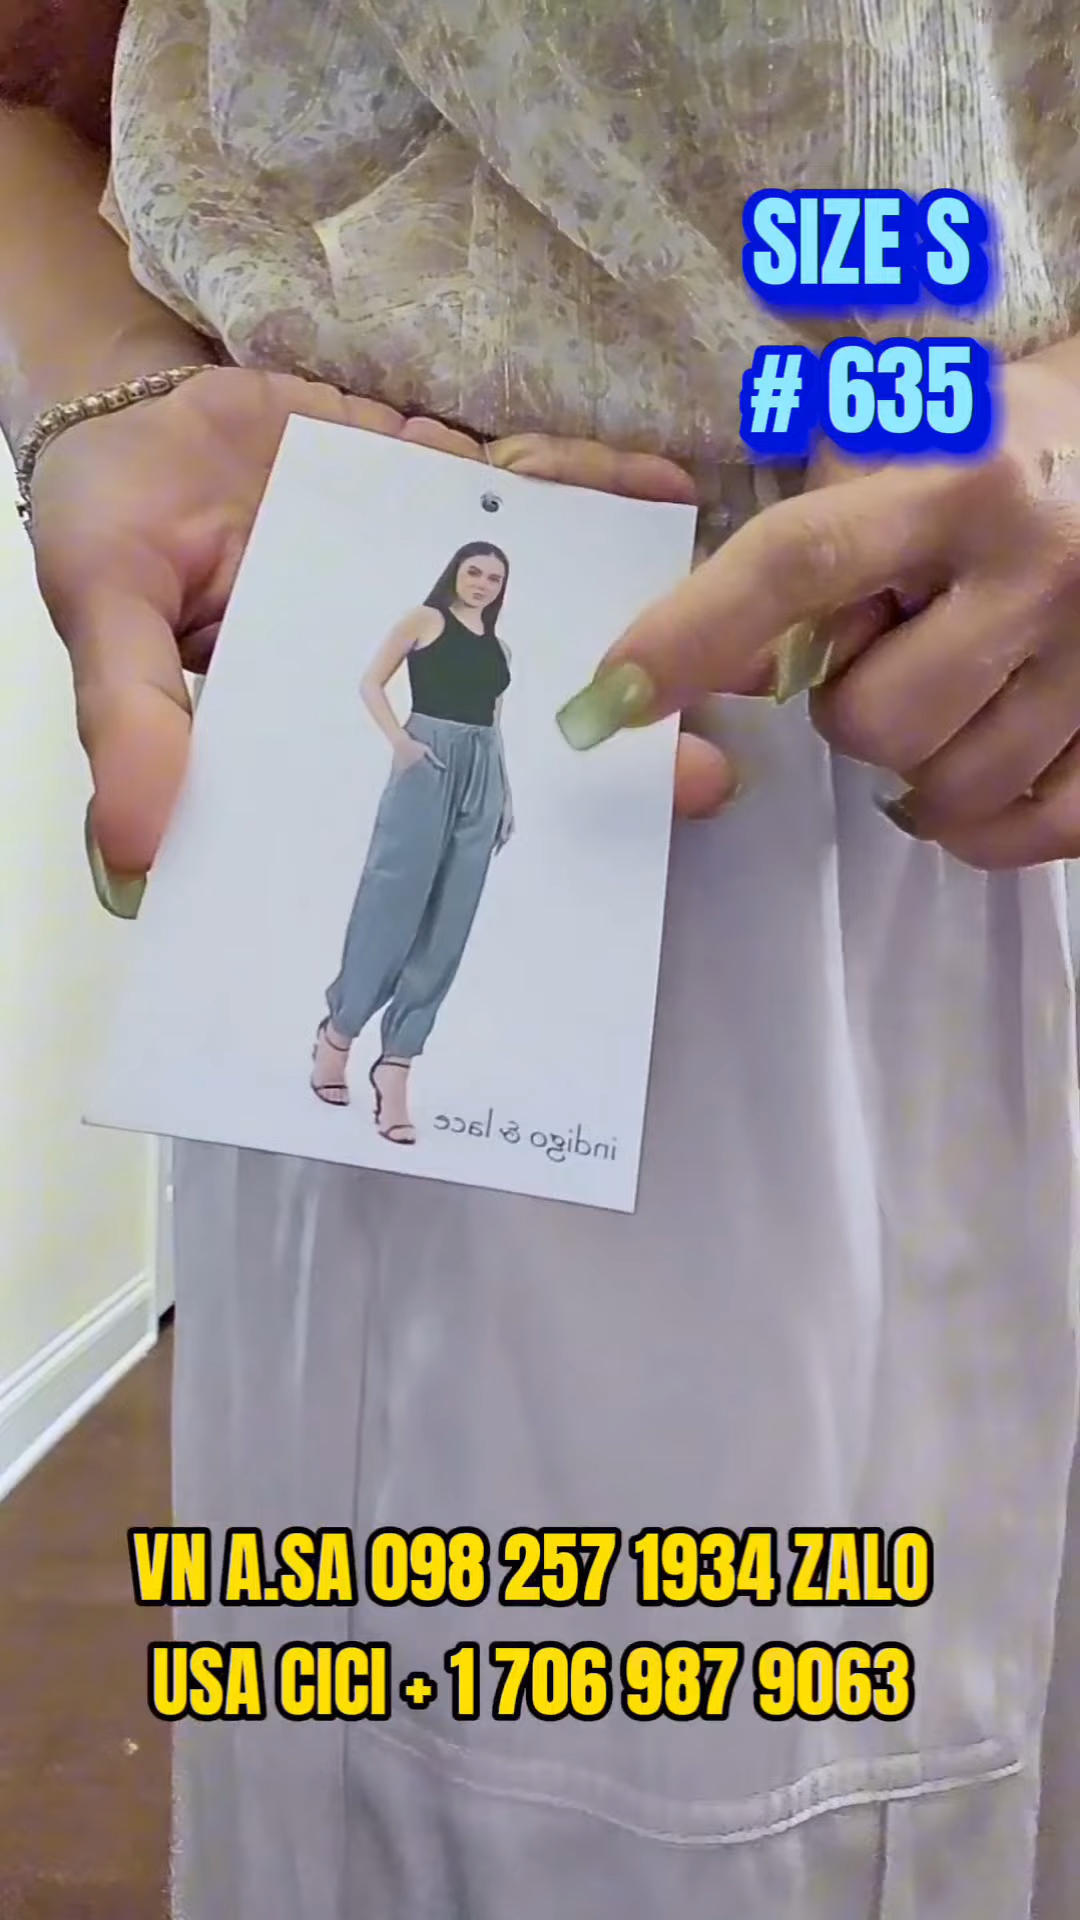 SIZE S
# 635
indigo & lace
VN A.SA 098 257 1934 ZALO
USA CICI + 1 706 987 9063